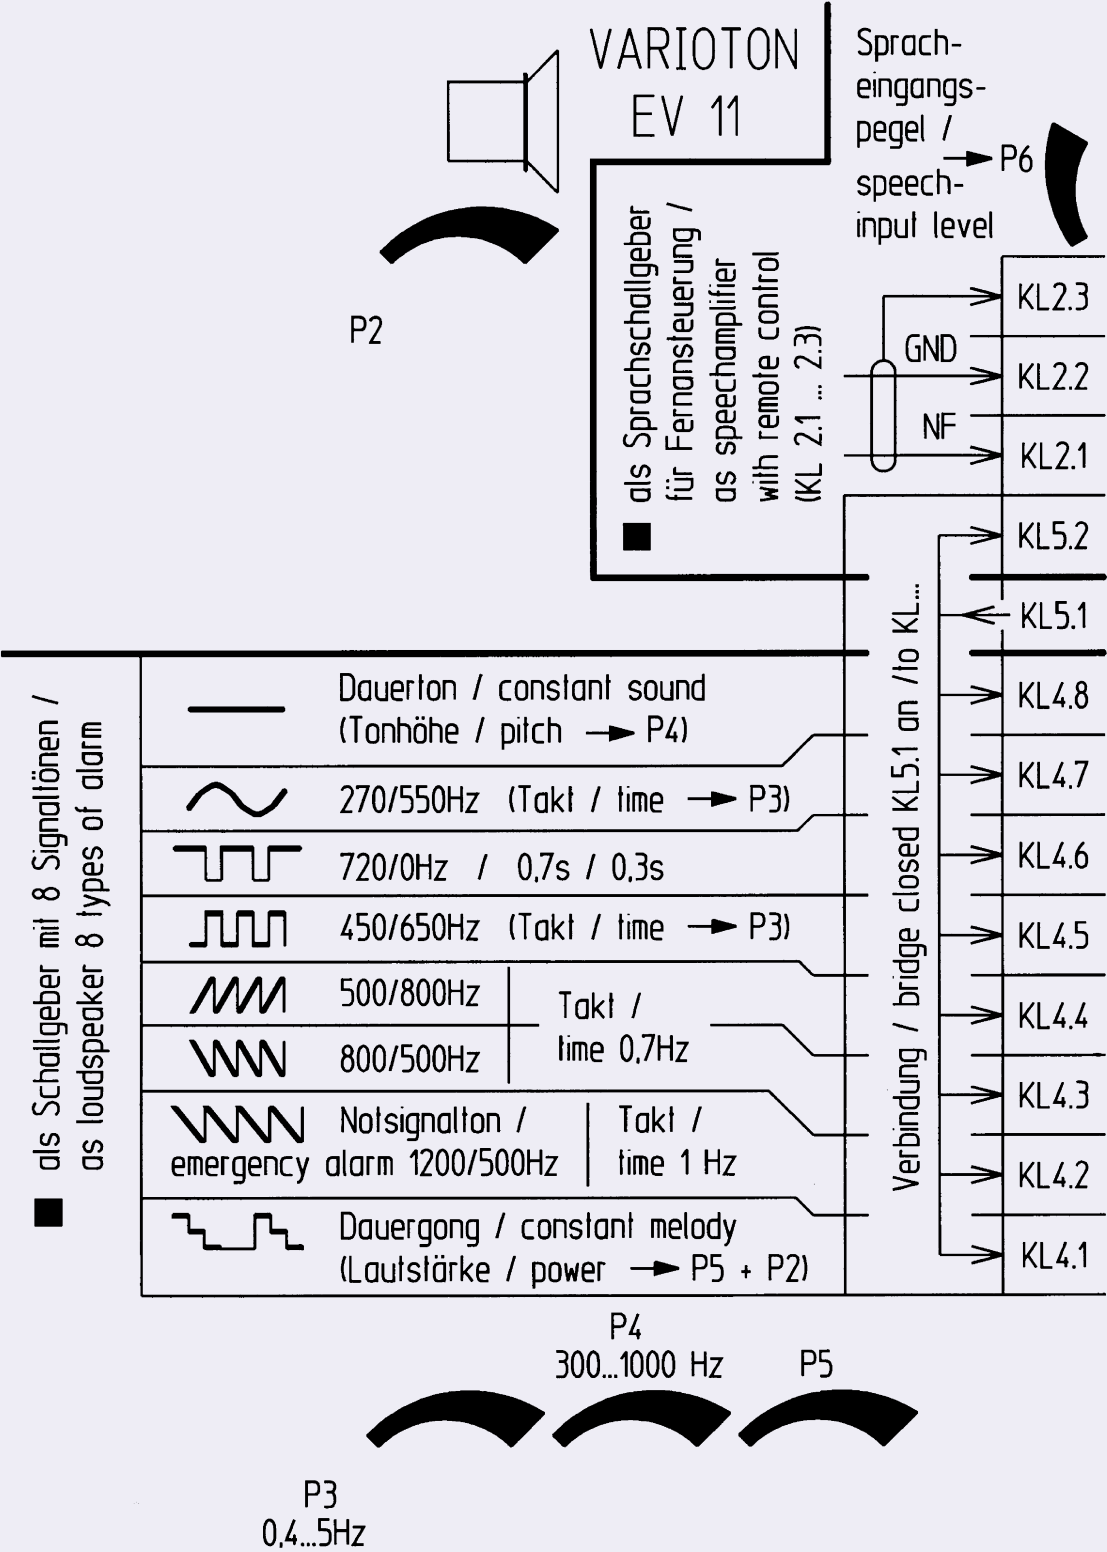 VARIOTON
EV 11
Sprach-
eingangs-
pegel /
→ P6
speech-
input level
P2
als Sprachschallgeber
für Fernansteuerung /
as speechamplifier
with remote control
(KL 2.1 ... 2.3)
GND
NF
KL2.3
KL2.2
KL2.1
KL5.2
KL5.1
KL4.8
KL4.7
KL4.6
KL4.5
KL4.4
KL4.3
KL4.2
KL4.1
Verbindung / bridge closed KL5.1 an /to KL...
als Schallgeber mit 8 Signaltönen /
as loudspeaker 8 types of alarm
Dauerton / constant sound
(Tonhöhe / pitch → P4)
270/550Hz (Takt / time → P3)
720/0Hz / 0,7s / 0,3s
450/650Hz (Takt / time → P3)
500/800Hz
800/500Hz
Takt /
time 0,7Hz
Notsignalton /
emergency alarm 1200/500Hz
Takt /
time 1 Hz
Dauergong / constant melody
(Lautstärke / power → P5 + P2)
P4
300...1000 Hz
P5
P3
0,4...5Hz